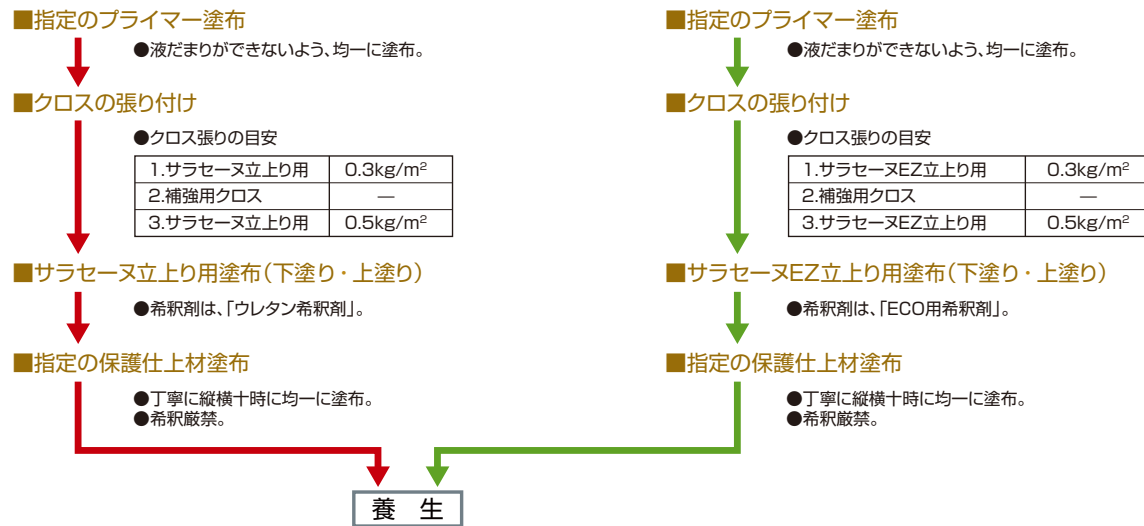 ■指定のプライマー塗布
●液だまりができないよう、均一に塗布。
■クロスの張り付け
●クロス張りの目安
1.サラセーヌ立上り用 0.3kg/m²
2.補強用クロス —
3.サラセーヌ立上り用 0.5kg/m²
■サラセーヌ立上り用塗布(下塗り・上塗り)
●希釈剤は、「ウレタン希釈剤」。
■指定の保護仕上材塗布
●丁寧に縦横十時に均一に塗布。
●希釈厳禁。
■指定のプライマー塗布
●液だまりができないよう、均一に塗布。
■クロスの張り付け
●クロス張りの目安
1.サラセーヌEZ立上り用 0.3kg/m²
2.補強用クロス —
3.サラセーヌEZ立上り用 0.5kg/m²
■サラセーヌEZ立上り用塗布(下塗り・上塗り)
●希釈剤は、「ECO用希釈剤」。
■指定の保護仕上材塗布
●丁寧に縦横十時に均一に塗布。
●希釈厳禁。
養 生